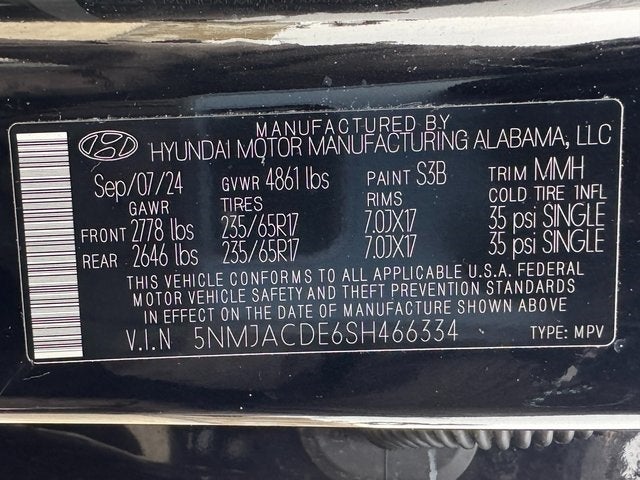 MANUFACTURED BY
HYUNDAI MOTOR MANUFACTURING ALABAMA, LLC
Sep/07/24 GVWR 4861 lbs PAINT S3B TRIM MMH
GAWR TIRES RIMS COLD TIRE INFL
FRONT 2778 lbs 235/65R17 7.0JX17 35 psi SINGLE
REAR 2646 lbs 235/65R17 7.0JX17 35 psi SINGLE
THIS VEHICLE CONFORMS TO ALL APPLICABLE U.S.A. FEDERAL
MOTOR VEHICLE SAFETY AND THEFT PREVENTION STANDARDS
IN EFFECT ON THE DATE OF MANUFACTURE SHOWN ABOVE
V.I.N 5NMJACDE6SH466334 TYPE: MPV